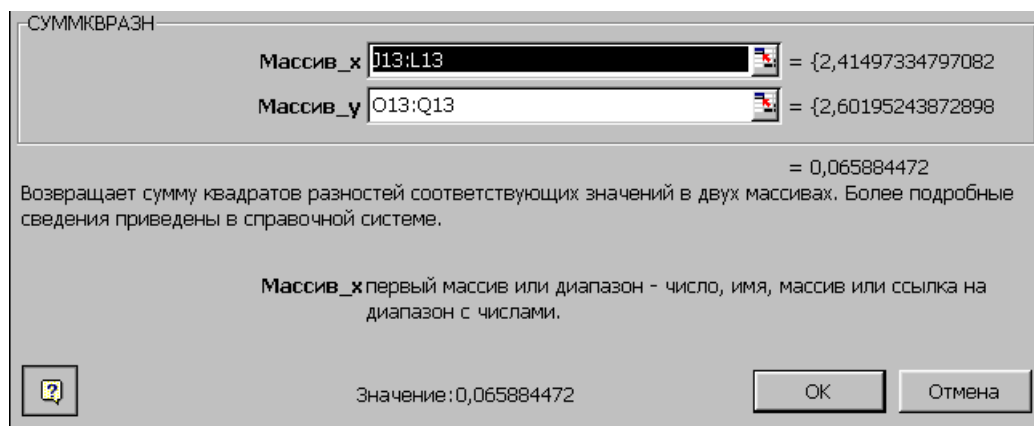 СУММКВРАЗН
Массив_x J13:L13 = {2,41497334797082
Массив_y O13:Q13 = {2,60195243872898
= 0,065884472
Возвращает сумму квадратов разностей соответствующих значений в двух массивах. Более подробные
сведения приведены в справочной системе.
Массив_x первый массив или диапазон - число, имя, массив или ссылка на
диапазон с числами.
? Значение:0,065884472 OK Отмена